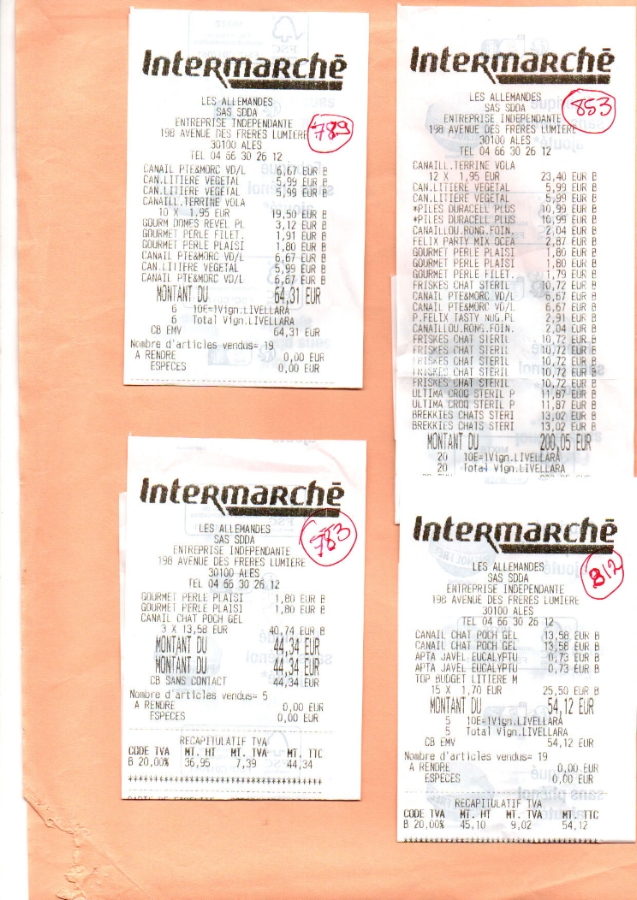 Intermarchē
LES ALLEMANDES
SAS SDDA
ENTREPRISE INDEPENDANTE
198 AVENUE DES FRERES LUMIERE
30100 ALES
TEL 04 66 30 26 12
789
CANAIL PTE&MORC VD/L 6,67 EUR B
CAN.LITIERE VEGETAL 5,99 EUR B
CAN.LITIERE VEGETAL 5,99 EUR B
CANAILL.TERRINE VOLA
10 X 1,95 EUR 19,50 EUR B
GOURM DOMES REVEL PL 3,12 EUR B
GOURMET PERLE FILET. 1,91 EUR B
GOURMET PERLE PLAISI 1,80 EUR B
CANAIL PTE&MORC VD/L 6,67 EUR B
CAN.LITIERE VEGETAL 5,99 EUR B
CANAIL PTE&MORC VD/L 6,67 EUR B
MONTANT DU 64,31 EUR
6 10E=1Vign.LIVELLARA
6 Total Vign.LIVELLARA
CB EMV 64,31 EUR
Nombre d'articles vendus= 19
A RENDRE 0,00 EUR
ESPECES 0,00 EUR
Intermarchē
LES ALLEMANDES
SAS SDDA
ENTREPRISE INDEPENDANTE
198 AVENUE DES FRERES LUMIERE
30100 ALES
TEL 04 66 30 26 12
853
CANAILL.TERRINE VOLA
12 X 1,95 EUR 23,40 EUR B
CAN.LITIERE VEGETAL 5,99 EUR B
CAN.LITIERE VEGETAL 5,99 EUR B
*PILES DURACELL PLUS 10,99 EUR B
*PILES DURACELL PLUS 10,99 EUR B
CANAILLOU.RONG.FOIN. 2,04 EUR B
FELIX PARTY MIX OCEA 2,87 EUR B
GOURMET PERLE PLAISI 1,80 EUR B
GOURMET PERLE PLAISI 1,80 EUR B
GOURMET PERLE FILET. 1,79 EUR B
FRISKES CHAT STERIL 10,72 EUR B
CANAIL PTE&MORC VD/L 6,67 EUR B
CANAIL PTE&MORC VD/L 6,67 EUR B
P.FELIX TASTY NUG.PL 2,91 EUR B
CANAILLOU.RONG.FOIN. 2,04 EUR B
FRISKES CHAT STERIL 10,72 EUR B
FRISKES CHAT STERIL 10,72 EUR B
FRISKES CHAT STERIL 10,72 EUR B
FRISKES CHAT STERIL 10,72 EUR B
FRISKES CHAT STERIL 10,72 EUR B
ULTIMA CROQ STERIL P 11,87 EUR B
ULTIMA CROQ STERIL P 11,87 EUR B
BREKKIES CHATS STERI 13,02 EUR B
BREKKIES CHATS STERI 13,02 EUR B
MONTANT DU 200,05 EUR
20 10E=1Vign.LIVELLARA
20 Total Vign.LIVELLARA
Intermarchē
LES ALLEMANDES
SAS SDDA
ENTREPRISE INDEPENDANTE
198 AVENUE DES FRERES LUMIERE
30100 ALES
TEL 04 66 30 26 12
783
GOURMET PERLE PLAISI 1,80 EUR B
GOURMET PERLE PLAISI 1,80 EUR B
CANAIL CHAT POCH GEL
3 X 13,58 EUR 40,74 EUR B
MONTANT DU 44,34 EUR
MONTANT DU 44,34 EUR
CB SANS CONTACT 44,34 EUR
Nombre d'articles vendus= 5
A RENDRE 0,00 EUR
ESPECES 0,00 EUR
RECAPITULATIF TVA
CODE TVA MT. HT MT. TVA MT. TTC
B 20,00% 36,95 7,39 44,34
Intermarchē
LES ALLEMANDES
SAS SDDA
ENTREPRISE INDEPENDANTE
198 AVENUE DES FRERES LUMIERE
30100 ALES
TEL 04 66 30 26 12
812
CANAIL CHAT POCH GEL 13,58 EUR B
CANAIL CHAT POCH GEL 13,58 EUR B
APTA JAVEL EUCALYPTU 0,73 EUR B
APTA JAVEL EUCALYPTU 0,73 EUR B
TOP BUDGET LITIERE M
15 X 1,70 EUR 25,50 EUR B
MONTANT DU 54,12 EUR
5 10E=1Vign.LIVELLARA
5 Total Vign.LIVELLARA
CB EMV 54,12 EUR
Nombre d'articles vendus= 19
A RENDRE 0,00 EUR
ESPECES 0,00 EUR
RECAPITULATIF TVA
CODE TVA MT. HT MT. TVA MT. TTC
B 20,00% 45,10 9,02 54,12